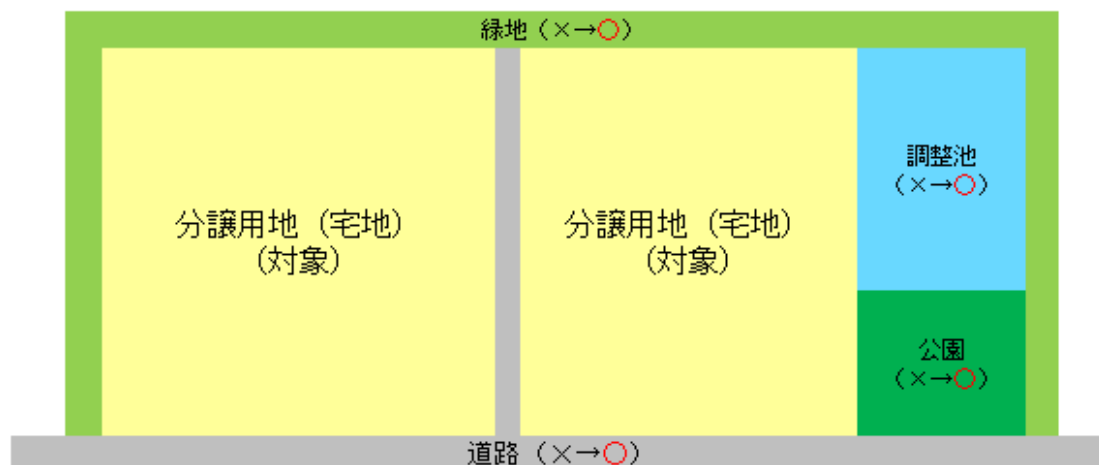 緑地（×→〇）
分譲用地（宅地）
（対象）
分譲用地（宅地）
（対象）
調整池
（×→〇）
公園
（×→〇）
道路（×→〇）